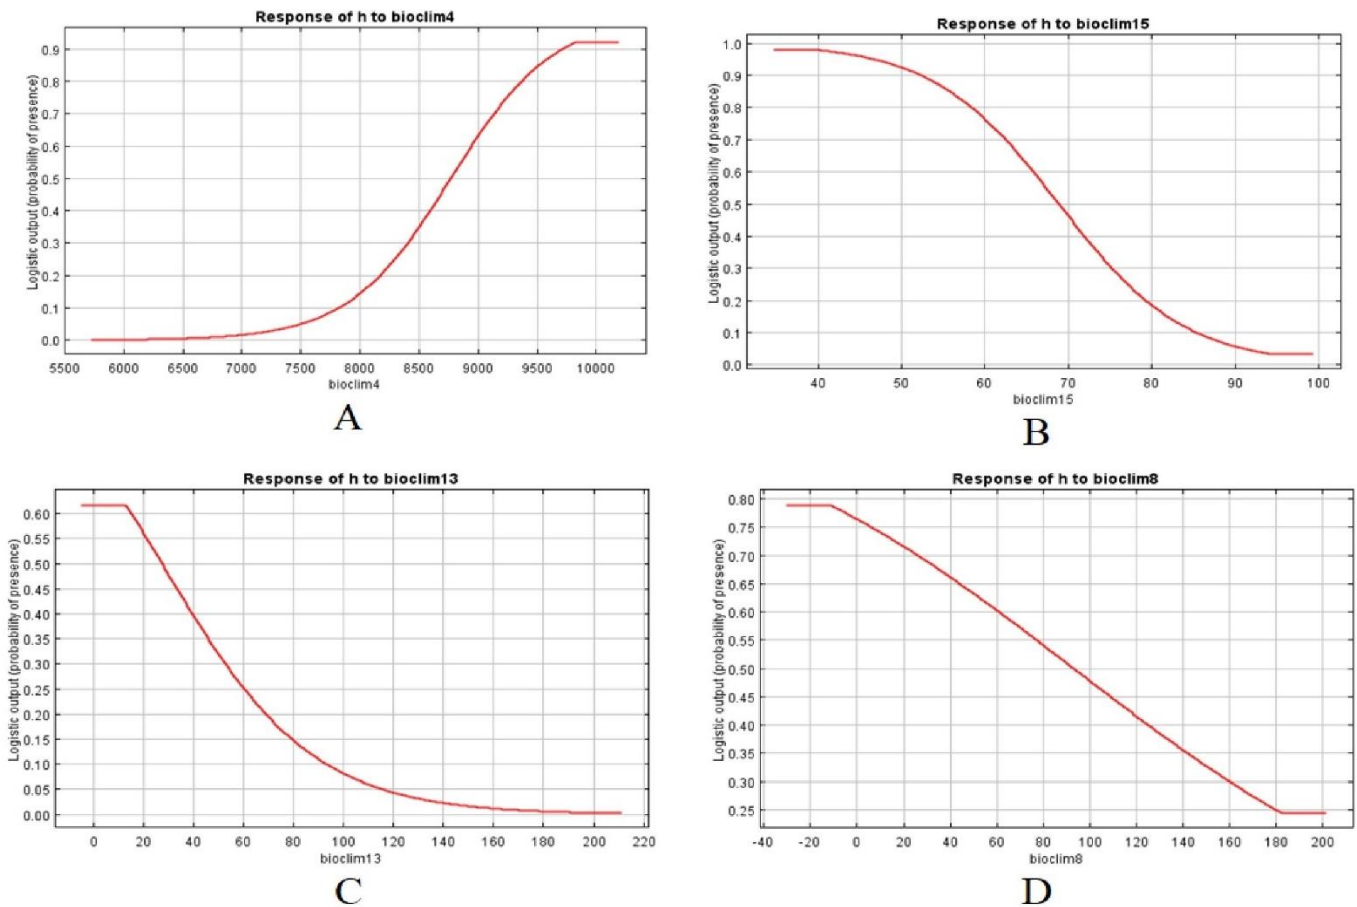 Response of h to bioclim4
Logistic output (probability of presence)
0.9
0.8
0.7
0.6
0.5
0.4
0.3
0.2
0.1
0.0
5500 6000 6500 7000 7500 8000 8500 9000 9500 10000
bioclim4
A
Response of h to bioclim15
Logistic output (probability of presence)
1.0
0.9
0.8
0.7
0.6
0.5
0.4
0.3
0.2
0.1
0.0
40 50 60 70 80 90 100
bioclim15
B
Response of h to bioclim13
Logistic output (probability of presence)
0.60
0.55
0.50
0.45
0.40
0.35
0.30
0.25
0.20
0.15
0.10
0.05
0.00
0 20 40 60 80 100 120 140 160 180 200 220
bioclim13
C
Response of h to bioclim8
Logistic output (probability of presence)
0.80
0.75
0.70
0.65
0.60
0.55
0.50
0.45
0.40
0.35
0.30
0.25
-40 -20 0 20 40 60 80 100 120 140 160 180 200
bioclim8
D